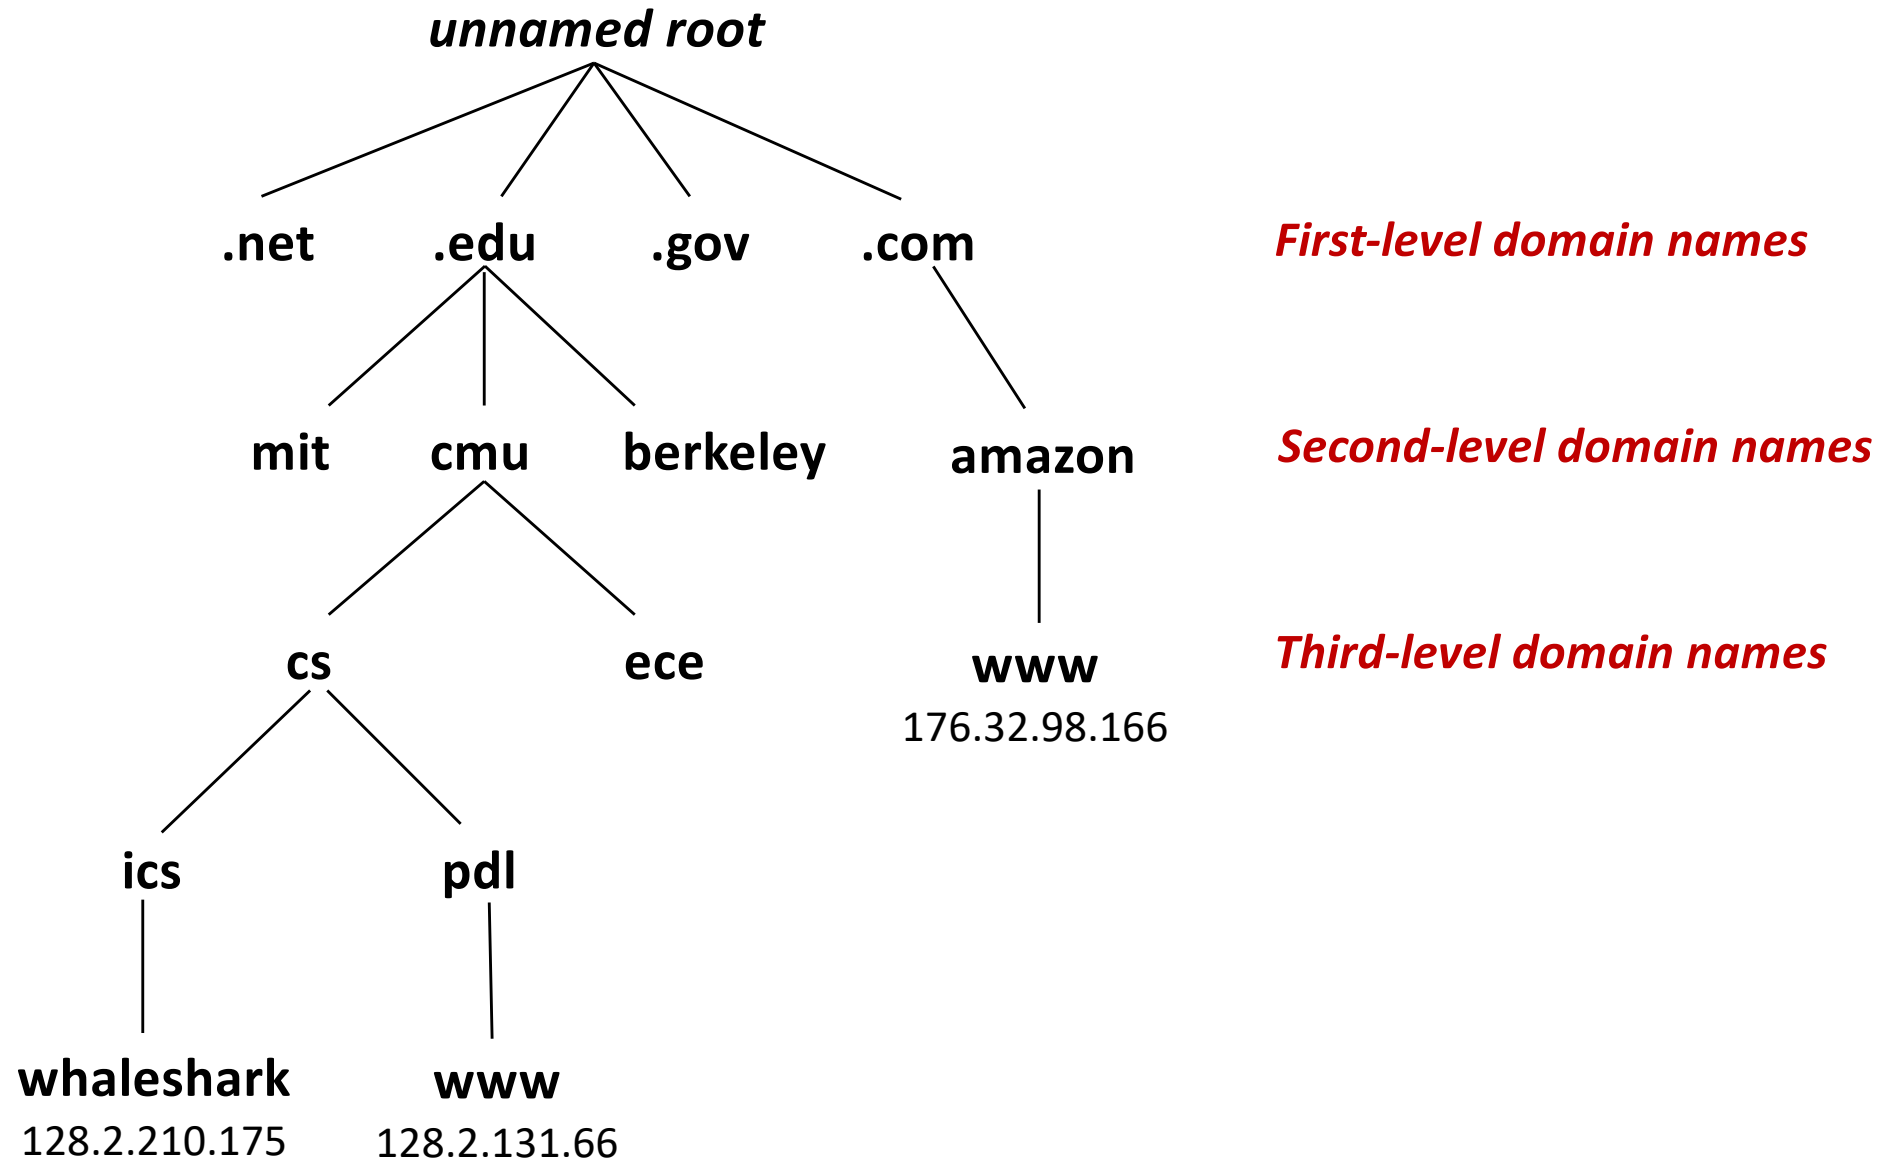 unnamed root
.net .edu .gov .com First-level domain names
mit cmu berkeley amazon Second-level domain names
cs ece www Third-level domain names
176.32.98.166
ics pdl
whaleshark www
128.2.210.175 128.2.131.66